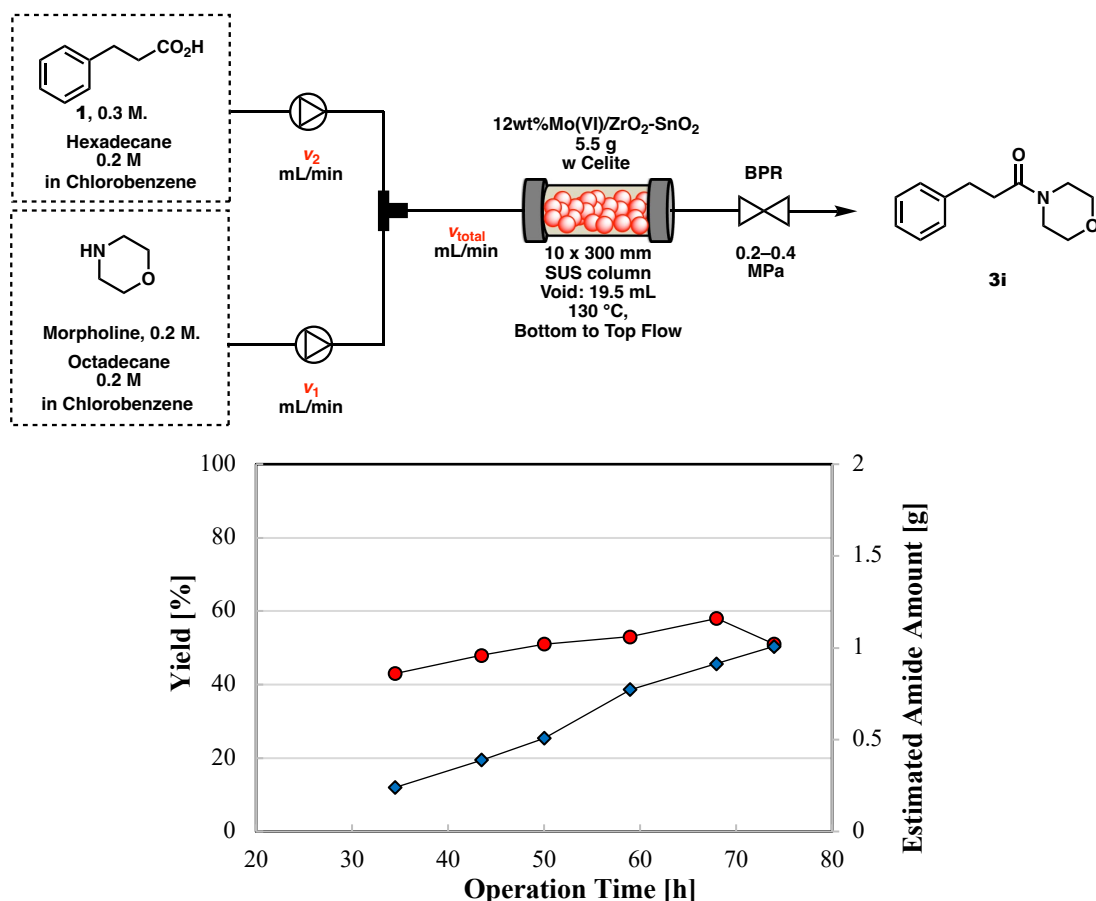 CO₂H
1, 0.3 M.
Hexadecane
0.2 M
in Chlorobenzene
v₂
mL/min
12wt%Mo(VI)/ZrO₂-SnO₂
5.5 g
w Celite
BPR
O
N
O
3i
HN
O
Morpholine, 0.2 M.
Octadecane
0.2 M
in Chlorobenzene
v₁
mL/min
v_total
mL/min
10 x 300 mm
SUS column
Void: 19.5 mL
130 °C,
Bottom to Top Flow
0.2–0.4
MPa
Yield [%]
100
80
60
40
20
0
20 30 40 50 60 70 80
Operation Time [h]
2
1.5
1
0.5
0
Estimated Amide Amount [g]